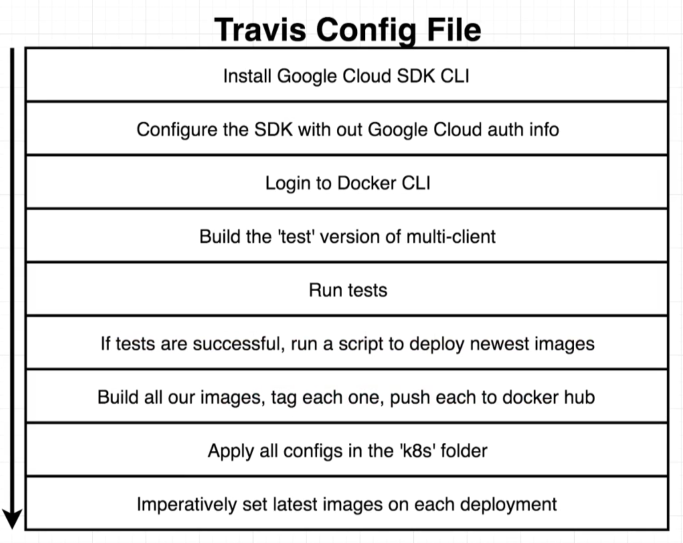 Travis Config File
Install Google Cloud SDK CLI
Configure the SDK with out Google Cloud auth info
Login to Docker CLI
Build the 'test' version of multi-client
Run tests
If tests are successful, run a script to deploy newest images
Build all our images, tag each one, push each to docker hub
Apply all configs in the 'k8s' folder
Imperatively set latest images on each deployment